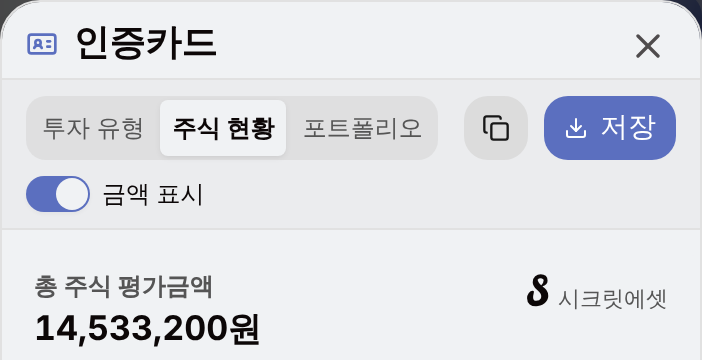 인증카드
투자 유형 주식 현황 포트폴리오 저장
금액 표시
총 주식 평가금액
S 시크릿에셋
14,533,200원